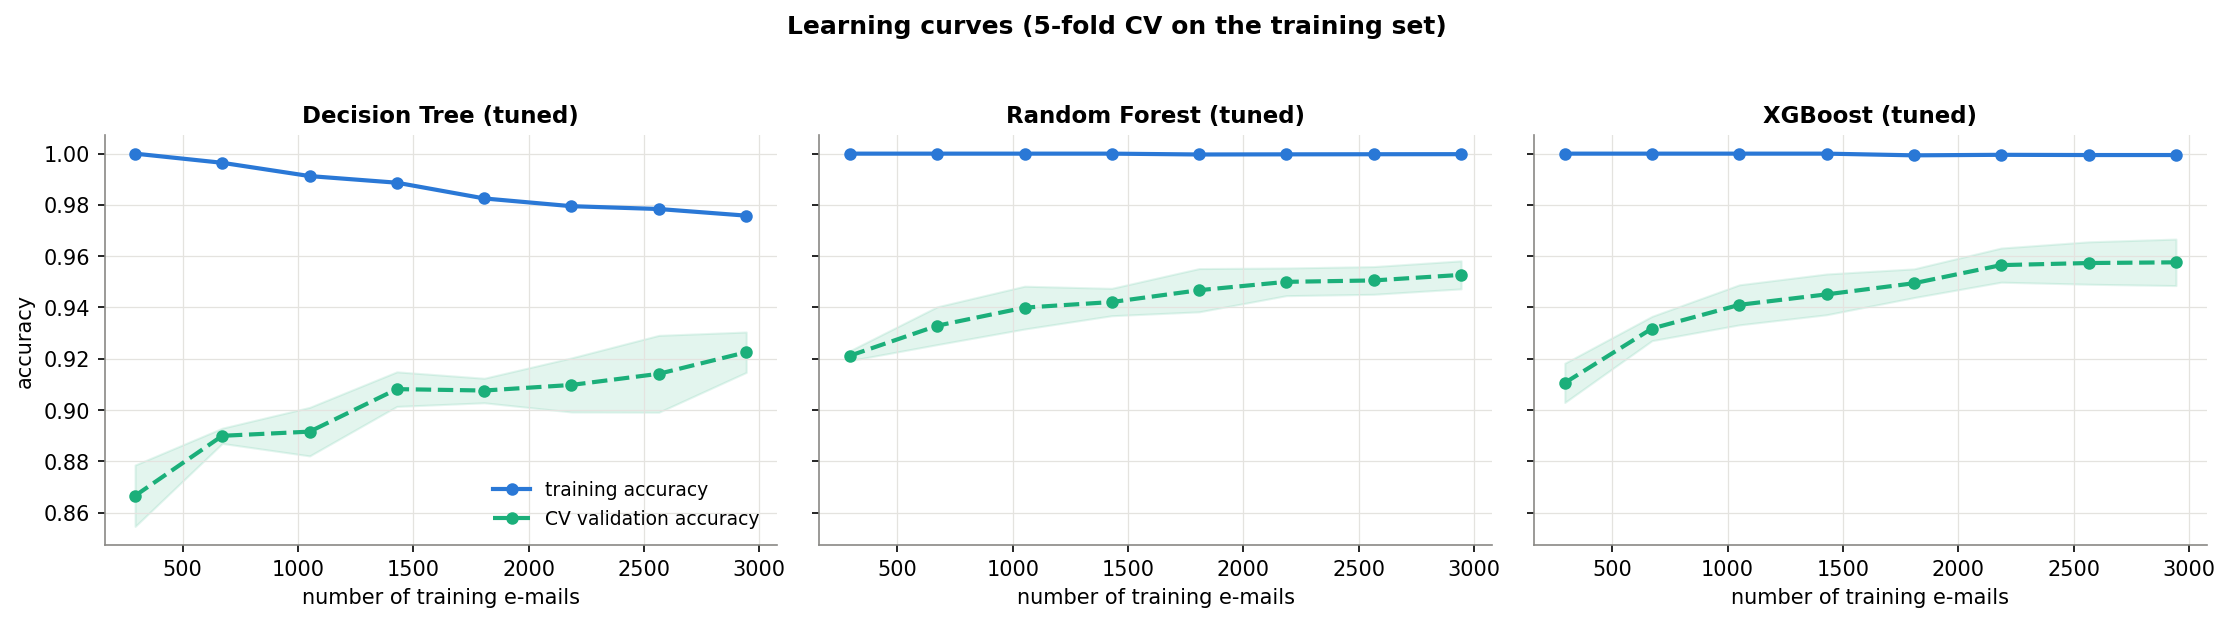 Learning curves (5-fold CV on the training set)
Decision Tree (tuned)
Random Forest (tuned)
XGBoost (tuned)
accuracy
1.00
0.98
0.96
0.94
0.92
0.90
0.88
0.86
training accuracy
CV validation accuracy
500 1000 1500 2000 2500 3000
500 1000 1500 2000 2500 3000
500 1000 1500 2000 2500 3000
number of training e-mails
number of training e-mails
number of training e-mails